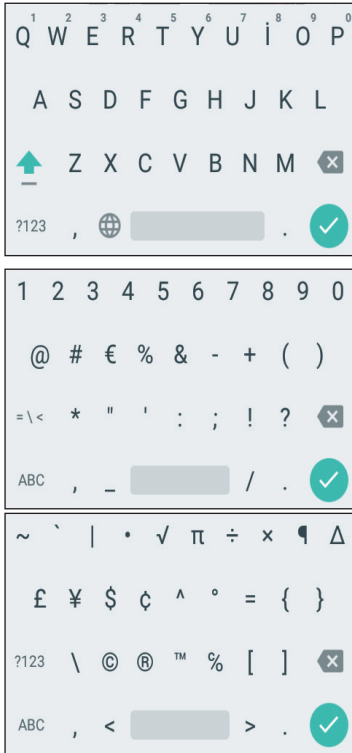 1 2 3 4 5 6 7 8 9 0
Q W E R T Y U İ O P
A S D F G H J K L
Z X C V B N M
?123 , .
1 2 3 4 5 6 7 8 9 0
@ # € % & - + ( )
= \ < * " ' : ; ! ?
ABC , _ / .
~ ` | • √ π ÷ × ¶ Δ
£ ¥ $ ¢ ^ ° = { }
?123 \ © ® ™ ℅ [ ]
ABC , < > .